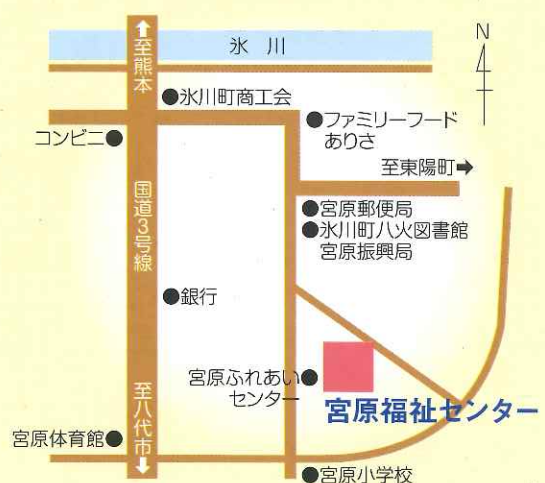 至熊本
氷川
N
氷川町商工会
ファミリーフード
ありさ
コンビニ
至東陽町
国道3号線
宮原郵便局
氷川町八火図書館
宮原振興局
銀行
宮原ふれあい
センター
宮原福祉センター
至八代市
宮原体育館
宮原小学校